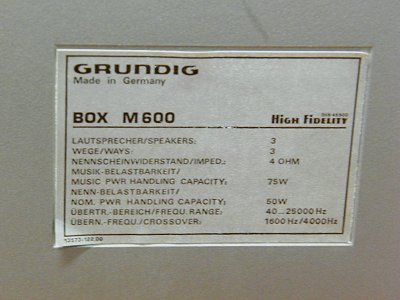 GRUNDIG
Made in Germany
BOX M600
DIN 45500
High Fidelity
LAUTSPRECHER/SPEAKERS: 3
WEGE/WAYS: 3
NENNSCHEINWIDERSTAND/IMPED.: 4 OHM
MUSIK-BELASTBARKEIT/
MUSIC PWR HANDLING CAPACITY: 75W
NENN-BELASTBARKEIT/
NOM. PWR HANDLING CAPACITY: 50W
ÜBERTR.-BEREICH/FREQU. RANGE: 40...25000 Hz
ÜBERN.-FREQU./CROSSOVER: 1600 Hz/4000Hz